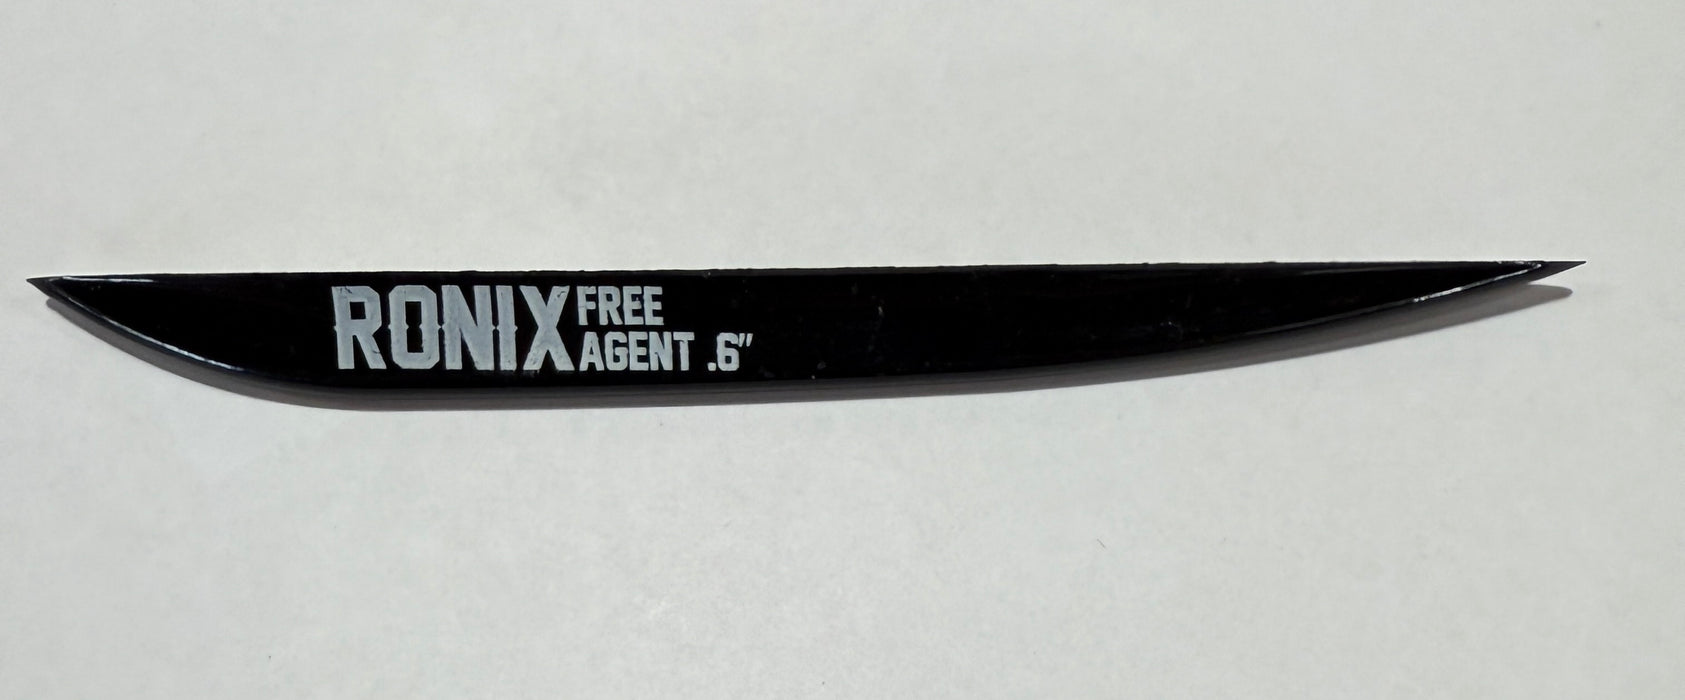 RONIX FREE
AGENT .6"